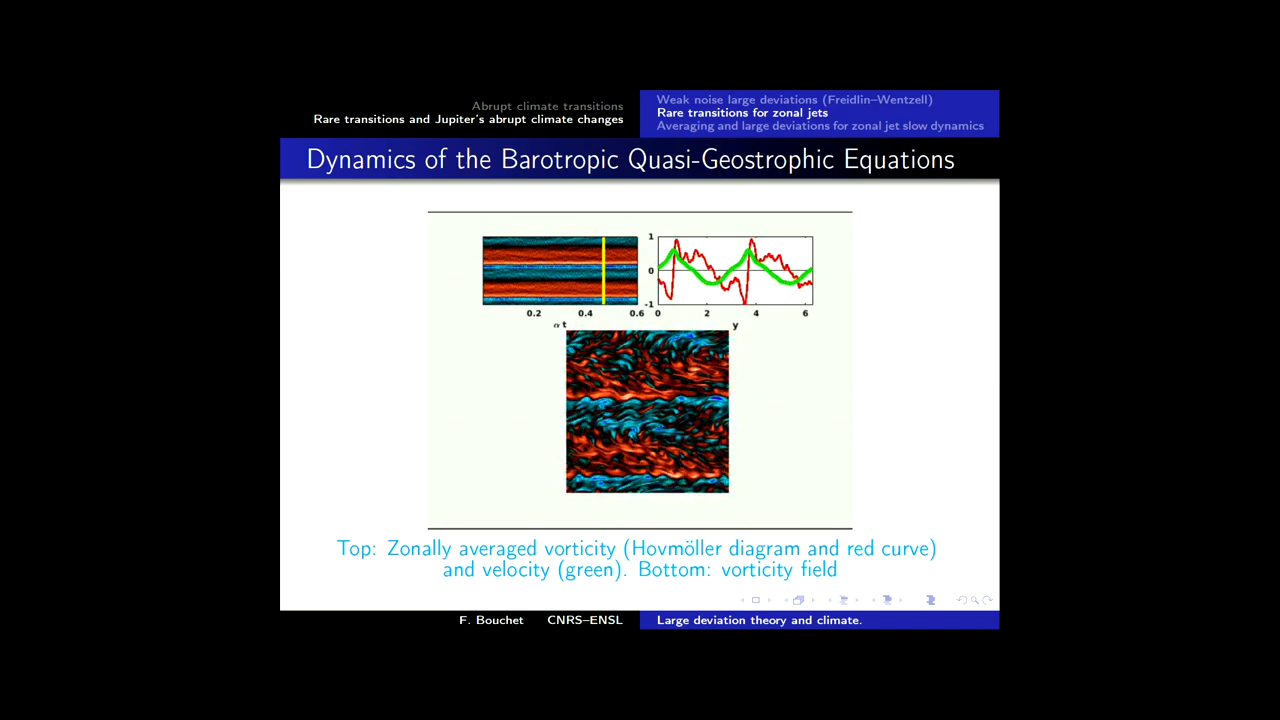 Abrupt climate transitions
Rare transitions and Jupiter's abrupt climate changes
Weak noise large deviations (Freidlin–Wentzell)
Rare transitions for zonal jets
Averaging and large deviations for zonal jet slow dynamics
Dynamics of the Barotropic Quasi-Geostrophic Equations
0.2 0.4 0.6
α t
1
0
-1
0 2 4 6
y
Top: Zonally averaged vorticity (Hovmöller diagram and red curve)
and velocity (green). Bottom: vorticity field
F. Bouchet CNRS–ENSL
Large deviation theory and climate.